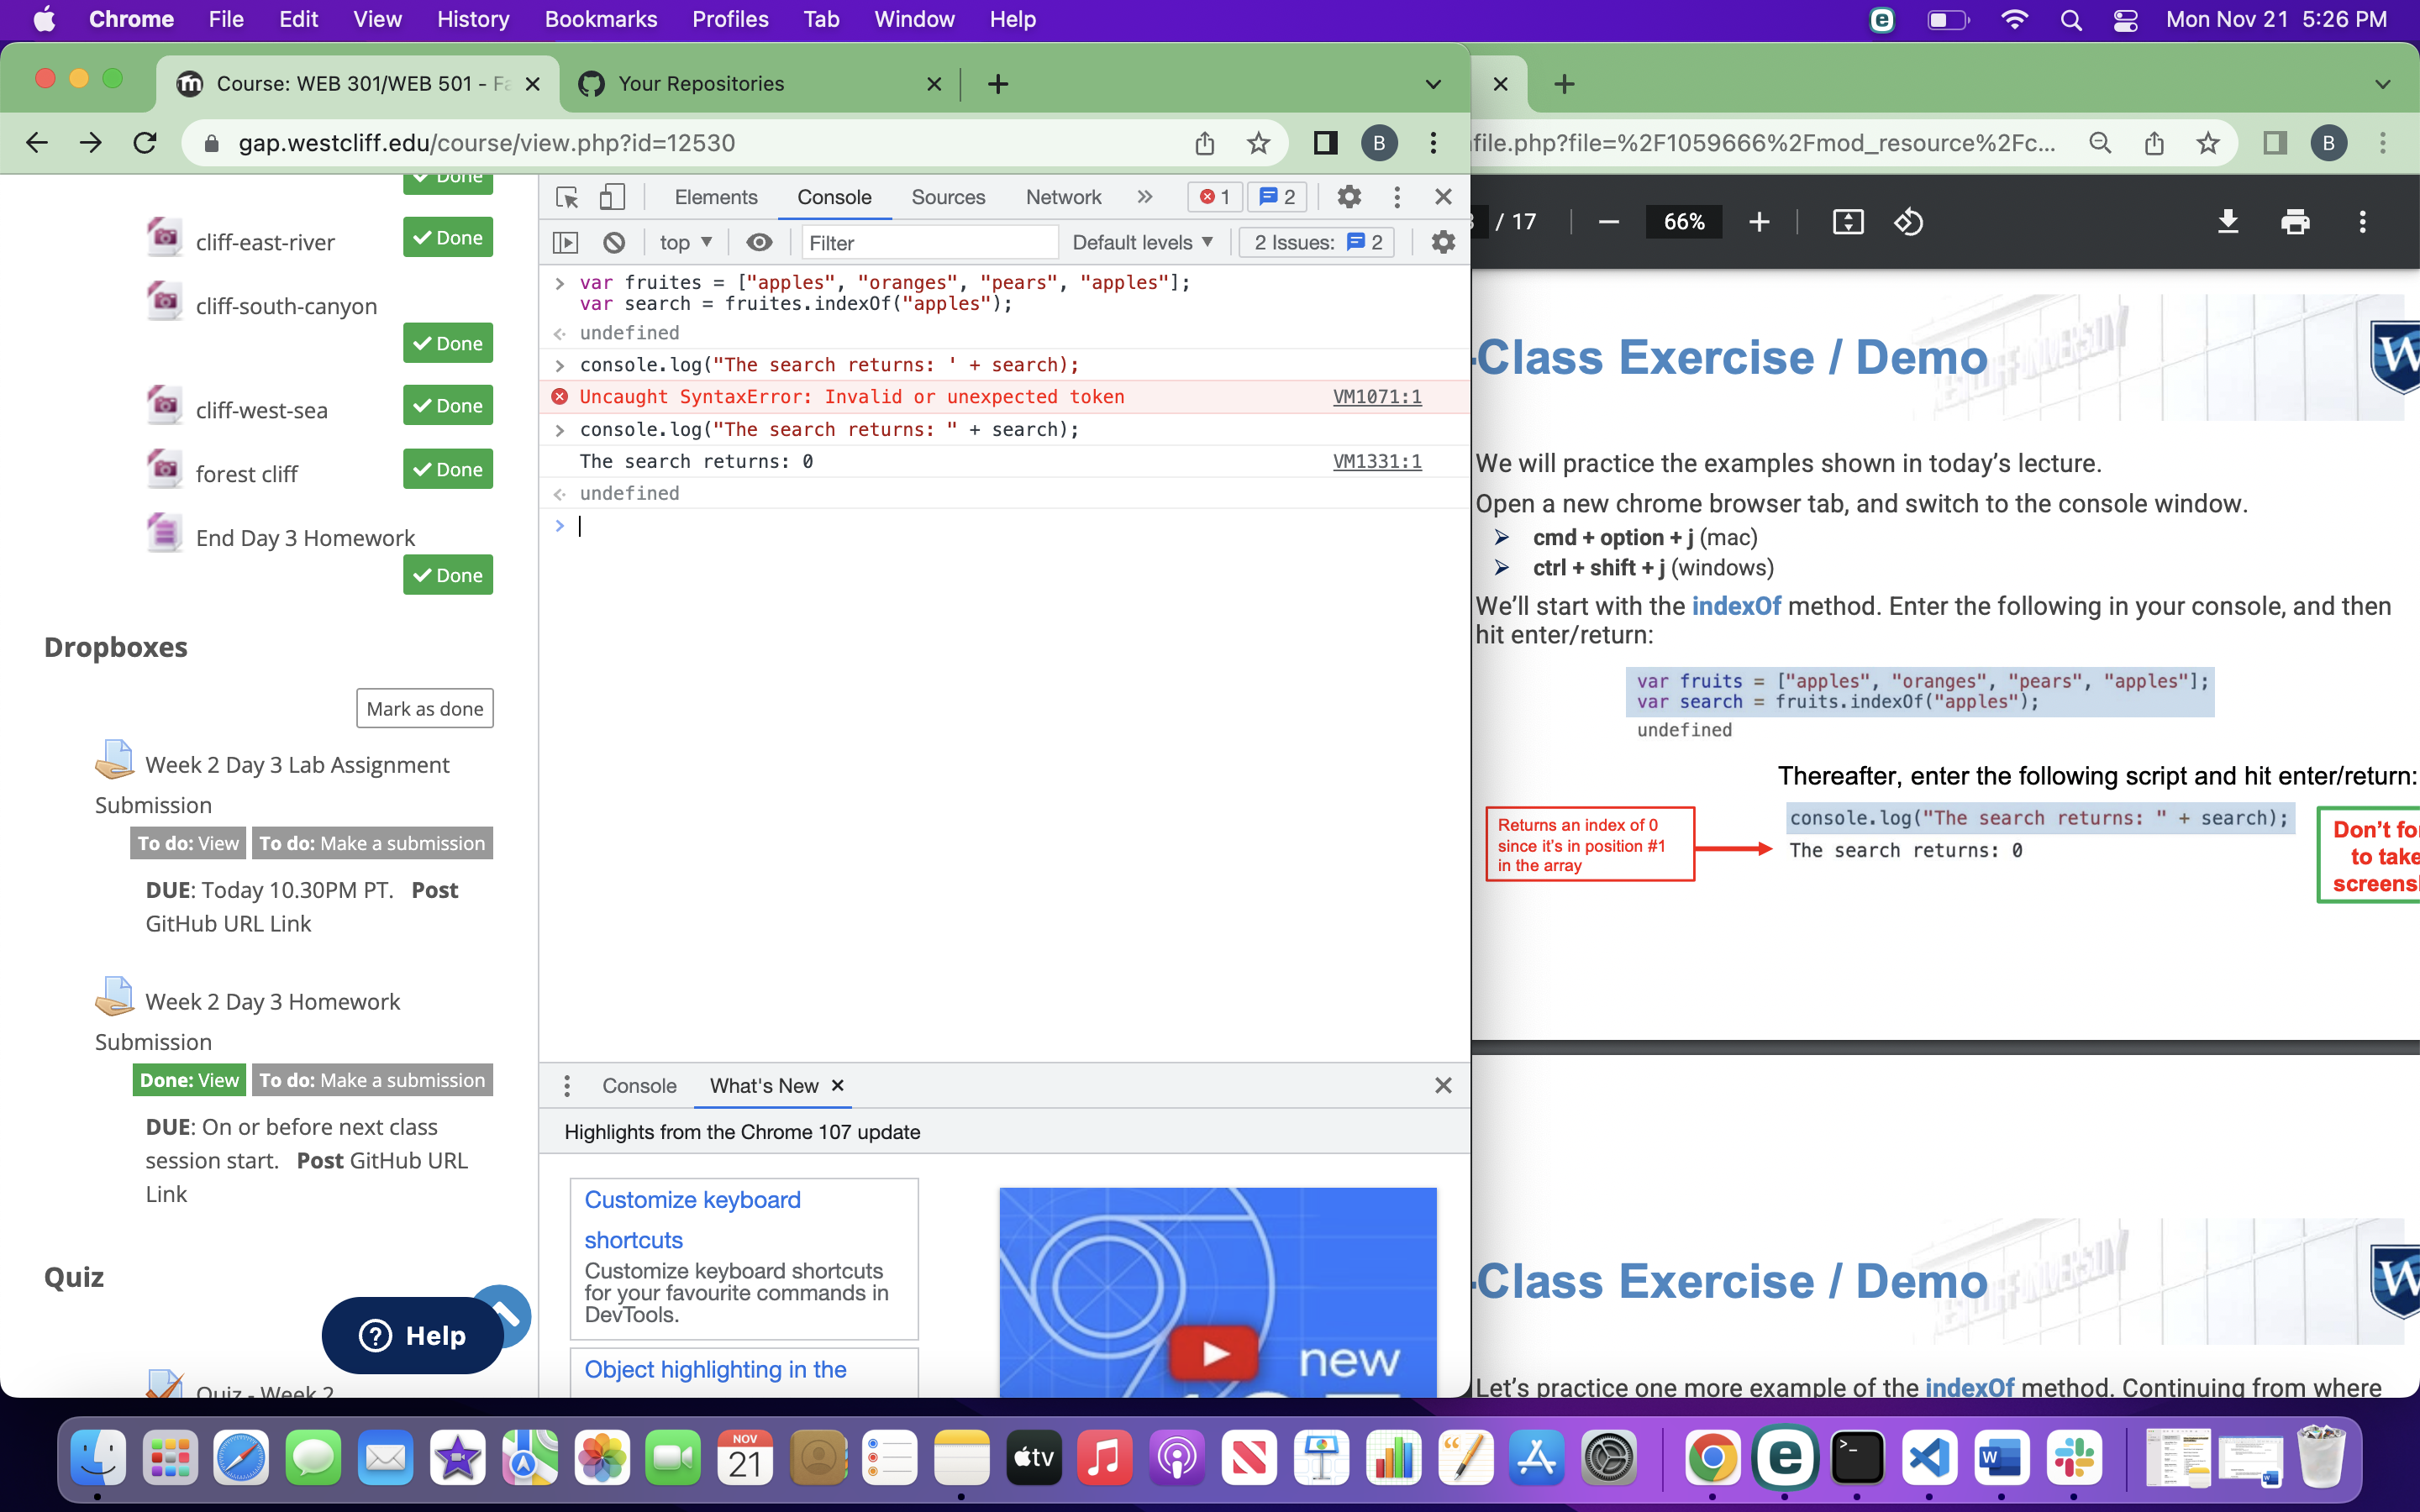 Chrome File Edit View History Bookmarks Profiles Tab Window Help Mon Nov 21 5:26 PM
Course: WEB 301/WEB 501 - Fa
Your Repositories
gap.westcliff.edu/course/view.php?id=12530
B
file.php?file=%2F1059666%2Fmod_resource%2Fc...
B
Done
cliff-east-river
Done
cliff-south-canyon
Done
cliff-west-sea
Done
forest cliff
Done
End Day 3 Homework
Done
Dropboxes
Mark as done
Week 2 Day 3 Lab Assignment
Submission
To do: View To do: Make a submission
DUE: Today 10.30PM PT. Post
GitHub URL Link
Week 2 Day 3 Homework
Submission
Done: View To do: Make a submission
DUE: On or before next class
session start. Post GitHub URL
Link
Quiz
Help
Quiz - Week 2
Elements Console Sources Network 1 2
top Filter Default levels 2 Issues: 2
var fruites = ["apples", "oranges", "pears", "apples"];
var search = fruites.indexOf("apples");
undefined
console.log("The search returns: ' + search);
Uncaught SyntaxError: Invalid or unexpected token VM1071:1
console.log("The search returns: " + search);
The search returns: 0 VM1331:1
undefined
Console What's New
Highlights from the Chrome 107 update
Customize keyboard
shortcuts
Customize keyboard shortcuts
for your favourite commands in
DevTools.
Object highlighting in the
new
/ 17 66%
-Class Exercise / Demo
W
We will practice the examples shown in today's lecture.
Open a new chrome browser tab, and switch to the console window.
cmd + option + j (mac)
ctrl + shift + j (windows)
We'll start with the indexOf method. Enter the following in your console, and then
hit enter/return:
var fruits = ["apples", "oranges", "pears", "apples"];
var search = fruits.indexOf("apples");
undefined
Thereafter, enter the following script and hit enter/return:
Returns an index of 0
since it's in position #1
in the array
console.log("The search returns: " + search);
The search returns: 0
Don't fo
to take
screens
-Class Exercise / Demo
W
Let's practice one more example of the indexOf method. Continuing from where
NOV
21
tv